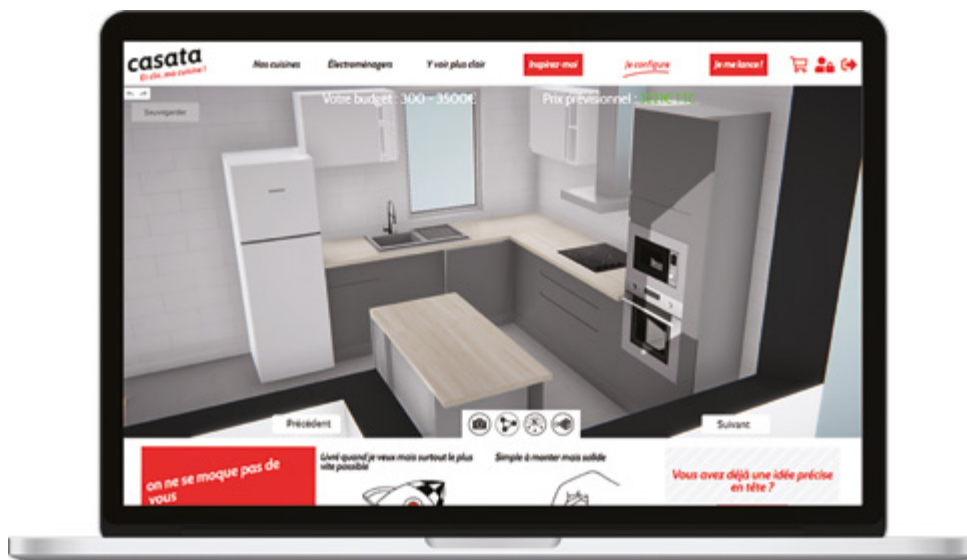 casata
Et clic, ma cuisine !
Nos cuisines
Électroménagers
Y voir plus clair
Inspirez-moi
Je configure
Je me lance !
Sauvegarder
Votre budget : 300 - 3500€
Prix prévisionnel :
Précédent
Suivant
on ne se moque pas de
vous
Livré quand je veux mais surtout le plus
vite possible
Simple à monter mais solide
Vous avez déjà une idée précise
en tête ?